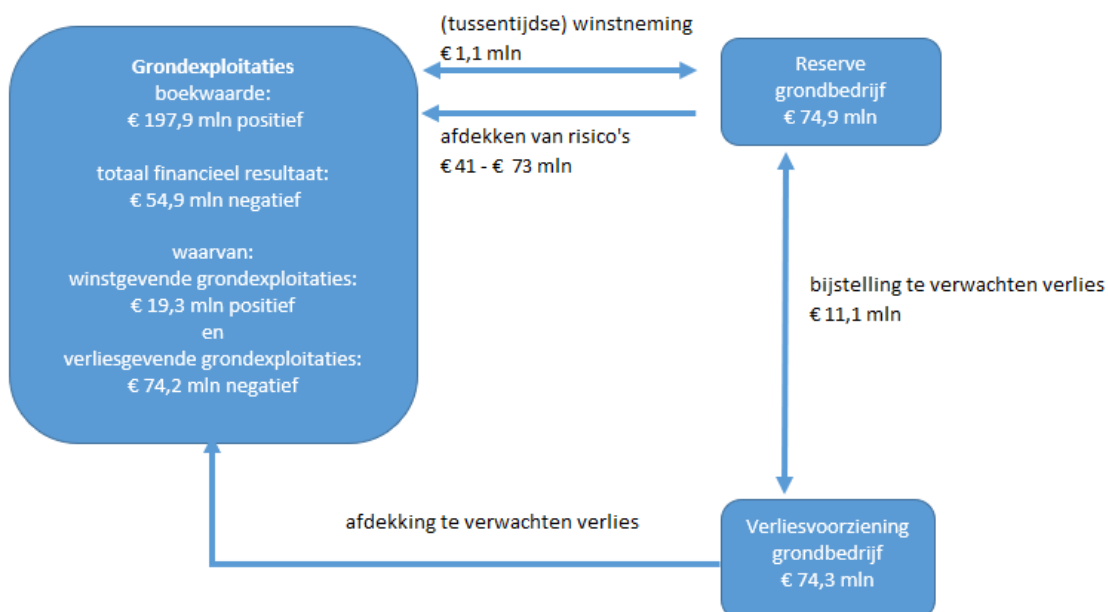 Grondexploitaties
boekwaarde:
€ 197,9 mln positief
totaal financieel resultaat:
€ 54,9 mln negatief
waarvan:
winstgevende grondexploitaties:
€ 19,3 mln positief
en
verliesgevende grondexploitaties:
€ 74,2 mln negatief
(tussentijdse) winstneming
€ 1,1 mln
afdekken van risico's
€ 41 - € 73 mln
Reserve
grondbedrijf
€ 74,9 mln
bijstelling te verwachten verlies
€ 11,1 mln
afdekking te verwachten verlies
Verliesvoorziening
grondbedrijf
€ 74,3 mln